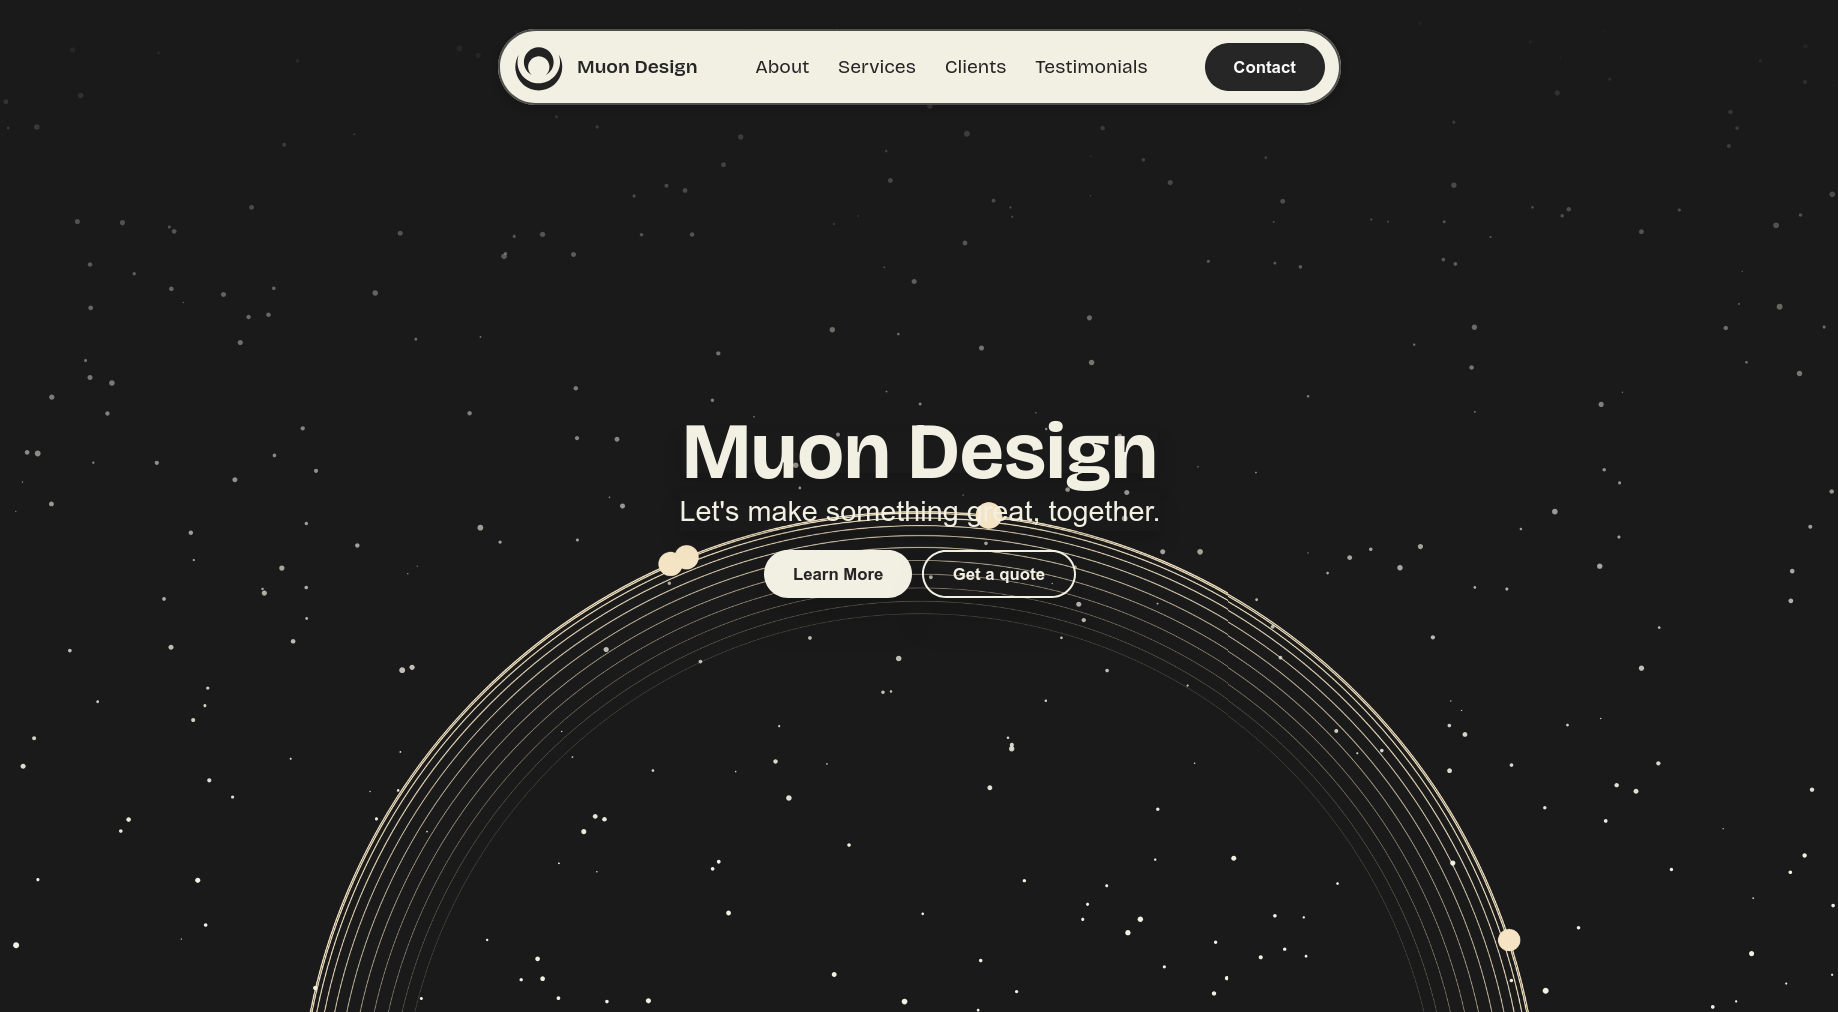 Muon Design About Services Clients Testimonials Contact
Muon Design
Let's make something great, together.
Learn More Get a quote